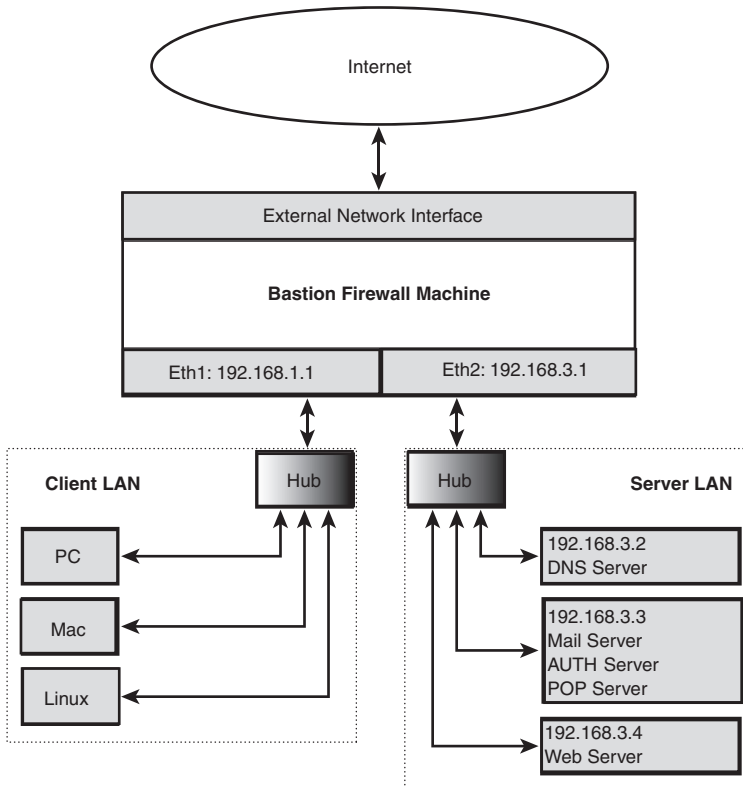 Internet
External Network Interface
Bastion Firewall Machine
Eth1: 192.168.1.1
Eth2: 192.168.3.1
Client LAN
Hub
Hub
Server LAN
PC
Mac
Linux
192.168.3.2
DNS Server
192.168.3.3
Mail Server
AUTH Server
POP Server
192.168.3.4
Web Server